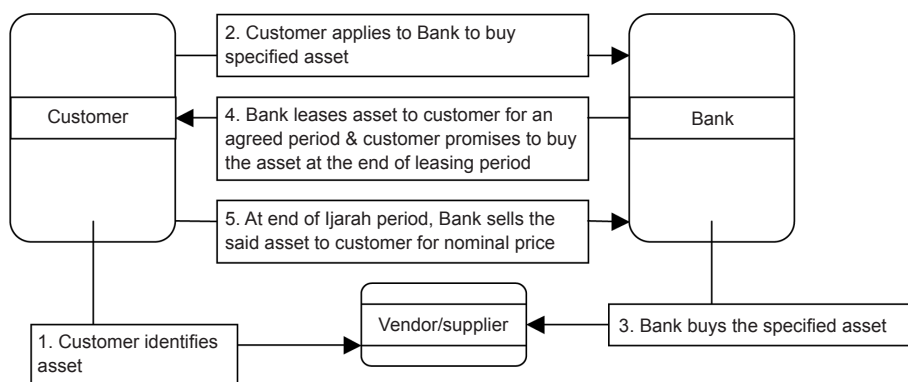 2. Customer applies to Bank to buy
specified asset
Customer
4. Bank leases asset to customer for an
agreed period & customer promises to buy
the asset at the end of leasing period
Bank
5. At end of Ijarah period, Bank sells the
said asset to customer for nominal price
Vendor/supplier
3. Bank buys the specified asset
1. Customer identifies
asset